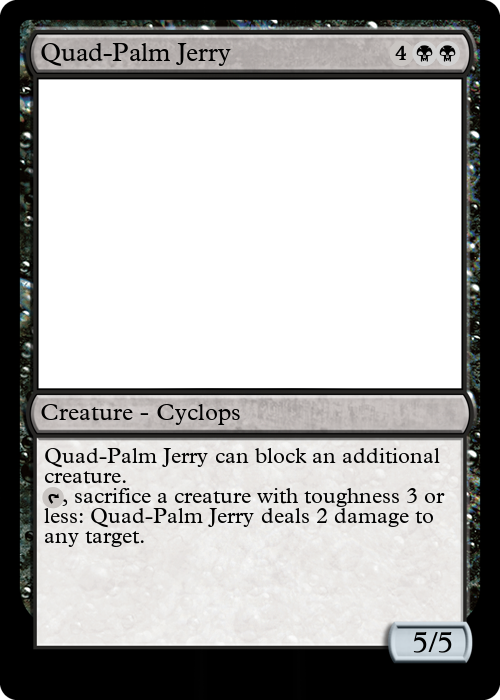 Quad-Palm Jerry 4
Creature - Cyclops
Quad-Palm Jerry can block an additional
creature.
, sacrifice a creature with toughness 3 or
less: Quad-Palm Jerry deals 2 damage to
any target.
5/5